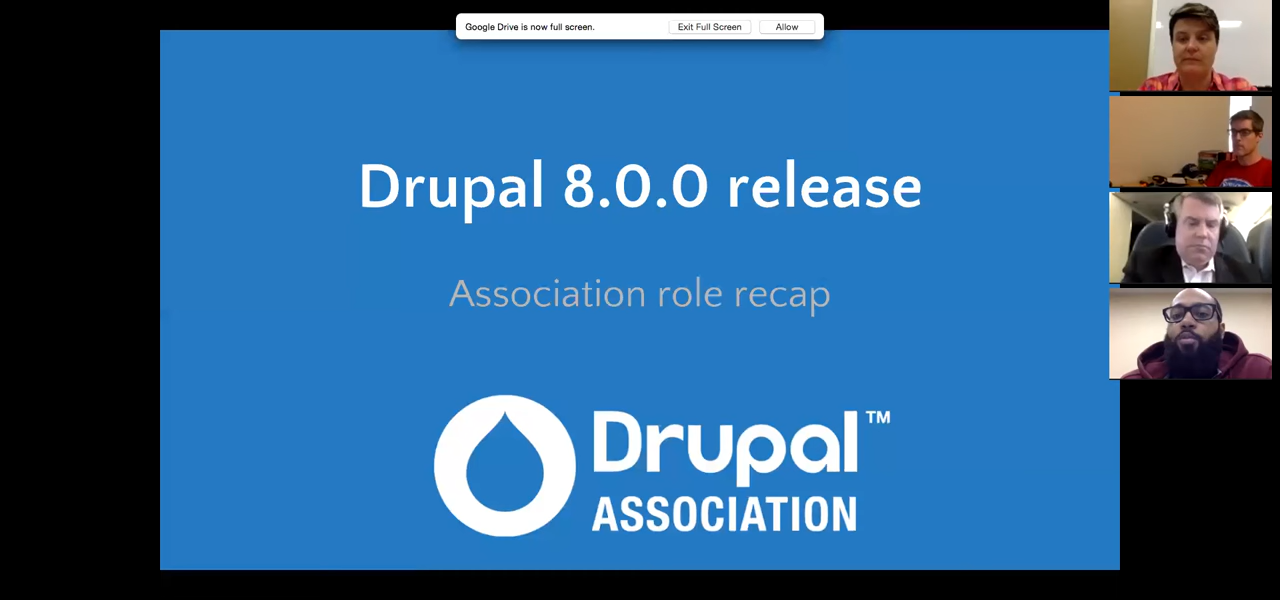 Google Drive is now full screen. Exit Full Screen Allow
Drupal 8.0.0 release
Association role recap
Drupal™
ASSOCIATION